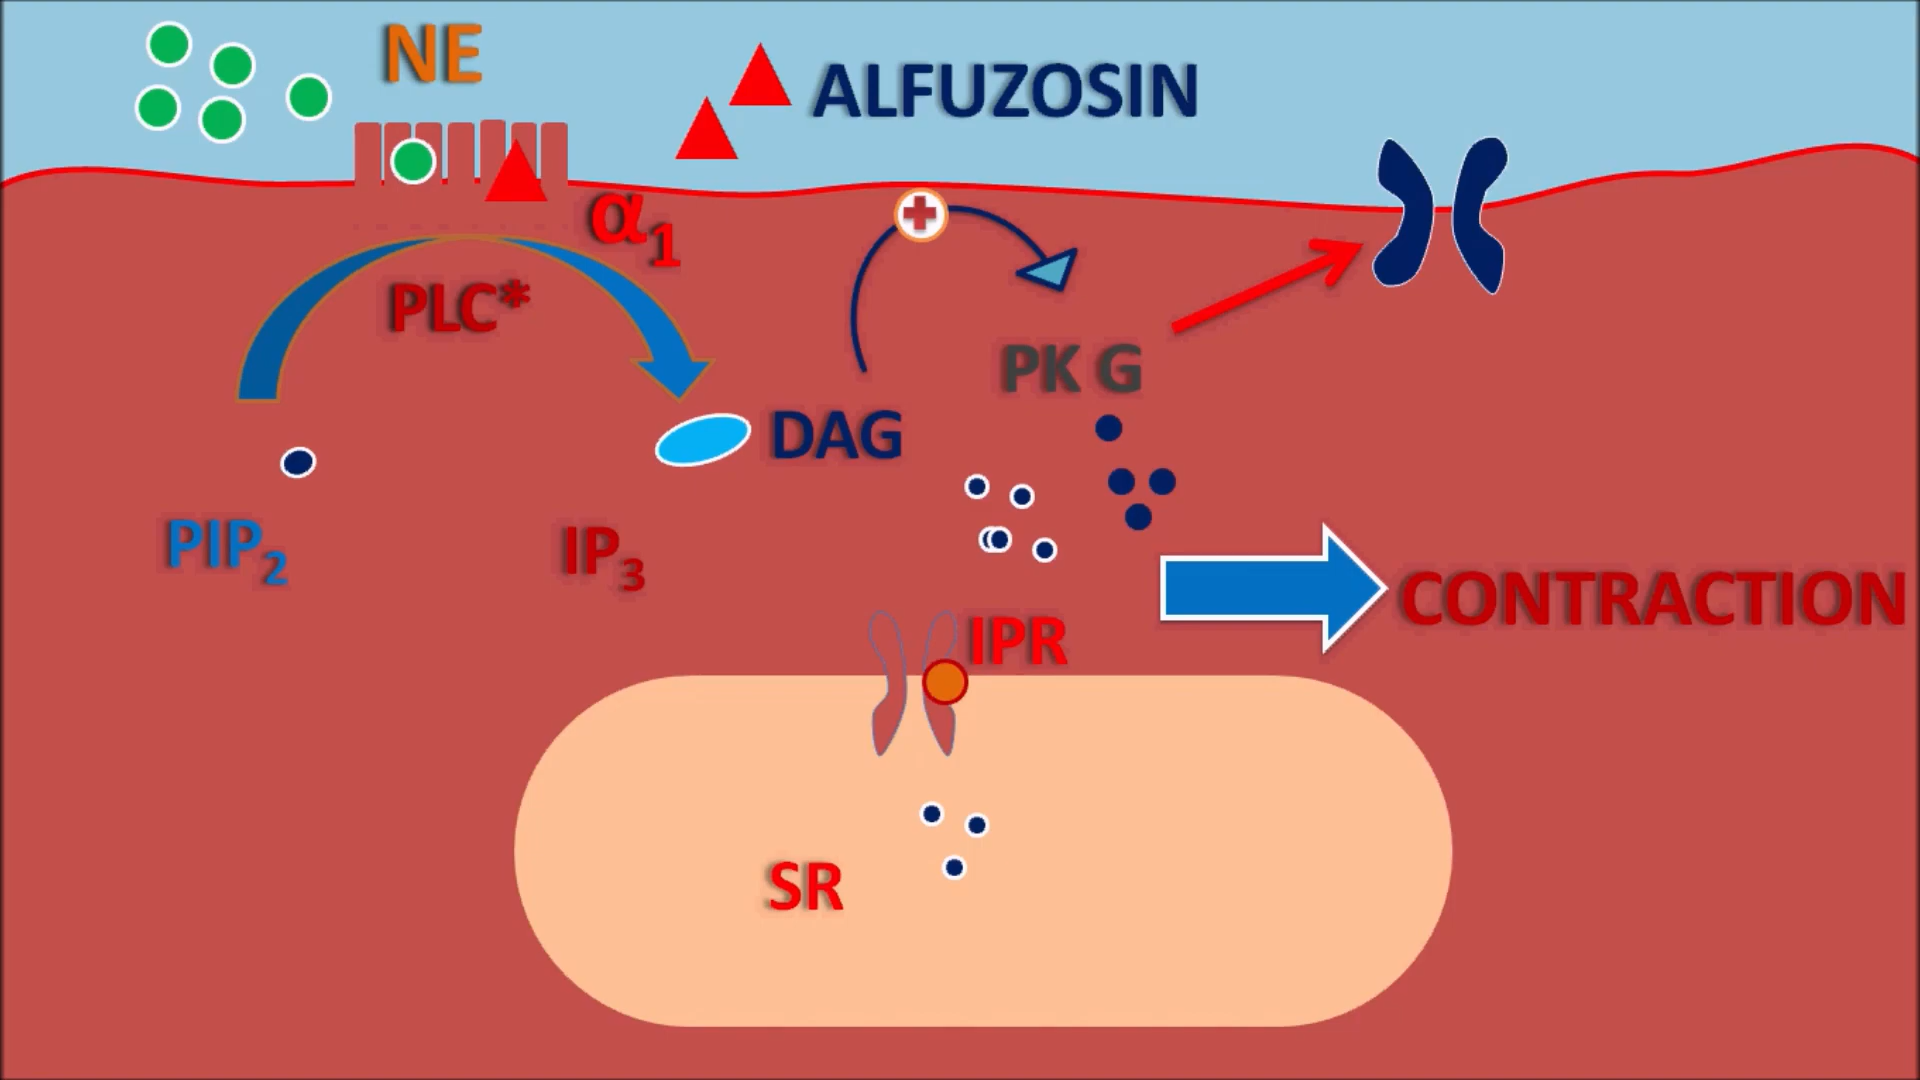 NE
ALFUZOSIN
α₁
PLC*
PK G
DAG
PIP₂
IP₃
CONTRACTION
IPR
SR